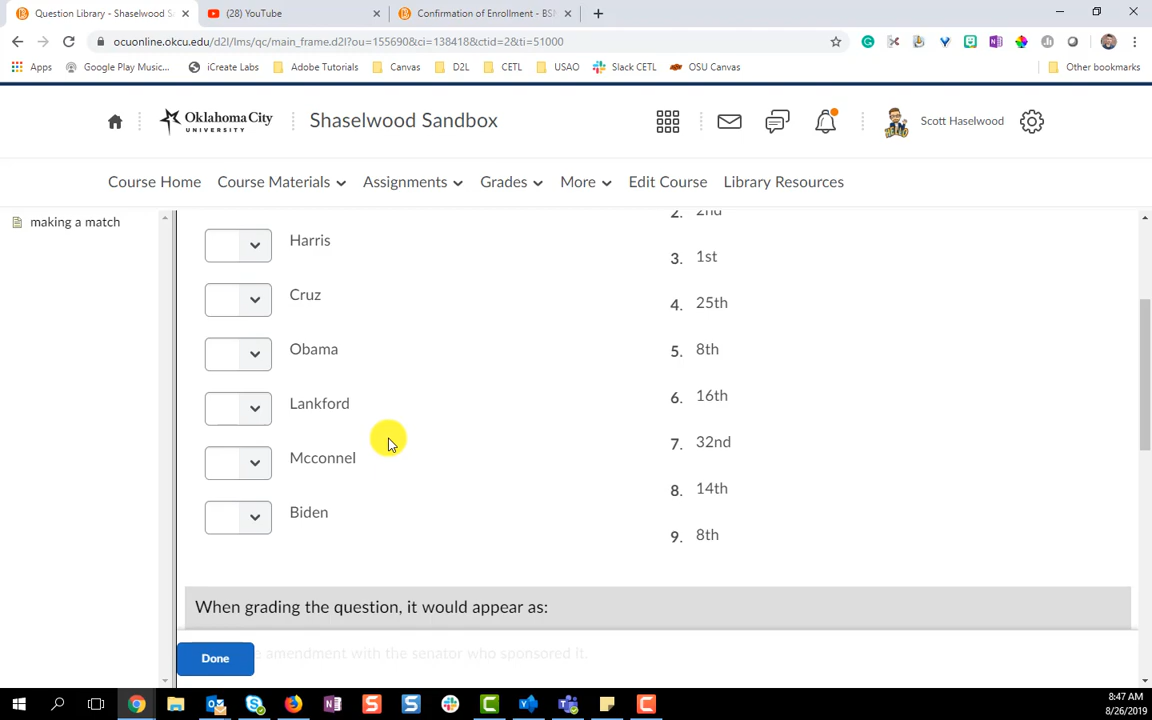 Question Library - Shaselwood S
(28) YouTube
Confirmation of Enrollment - BSN
ocuonline.okcu.edu/d2l/lms/qc/main_frame.d2l?ou=155690&ci=138418&ctid=2&ti=51000
Apps
Google Play Music...
iCreate Labs
Adobe Tutorials
Canvas
D2L
CETL
USAO
Slack CETL
OSU Canvas
Other bookmarks
Oklahoma City
UNIVERSITY
Shaselwood Sandbox
HELLO
Scott Haselwood
Course Home
Course Materials
Assignments
Grades
More
Edit Course
Library Resources
making a match
2. 2nd
Harris
3. 1st
Cruz
4. 25th
Obama
5. 8th
Lankford
6. 16th
Mcconnel
7. 32nd
8. 14th
Biden
9. 8th
When grading the question, it would appear as:
e amendment with the senator who sponsored it.
Done
8:47 AM
8/26/2019